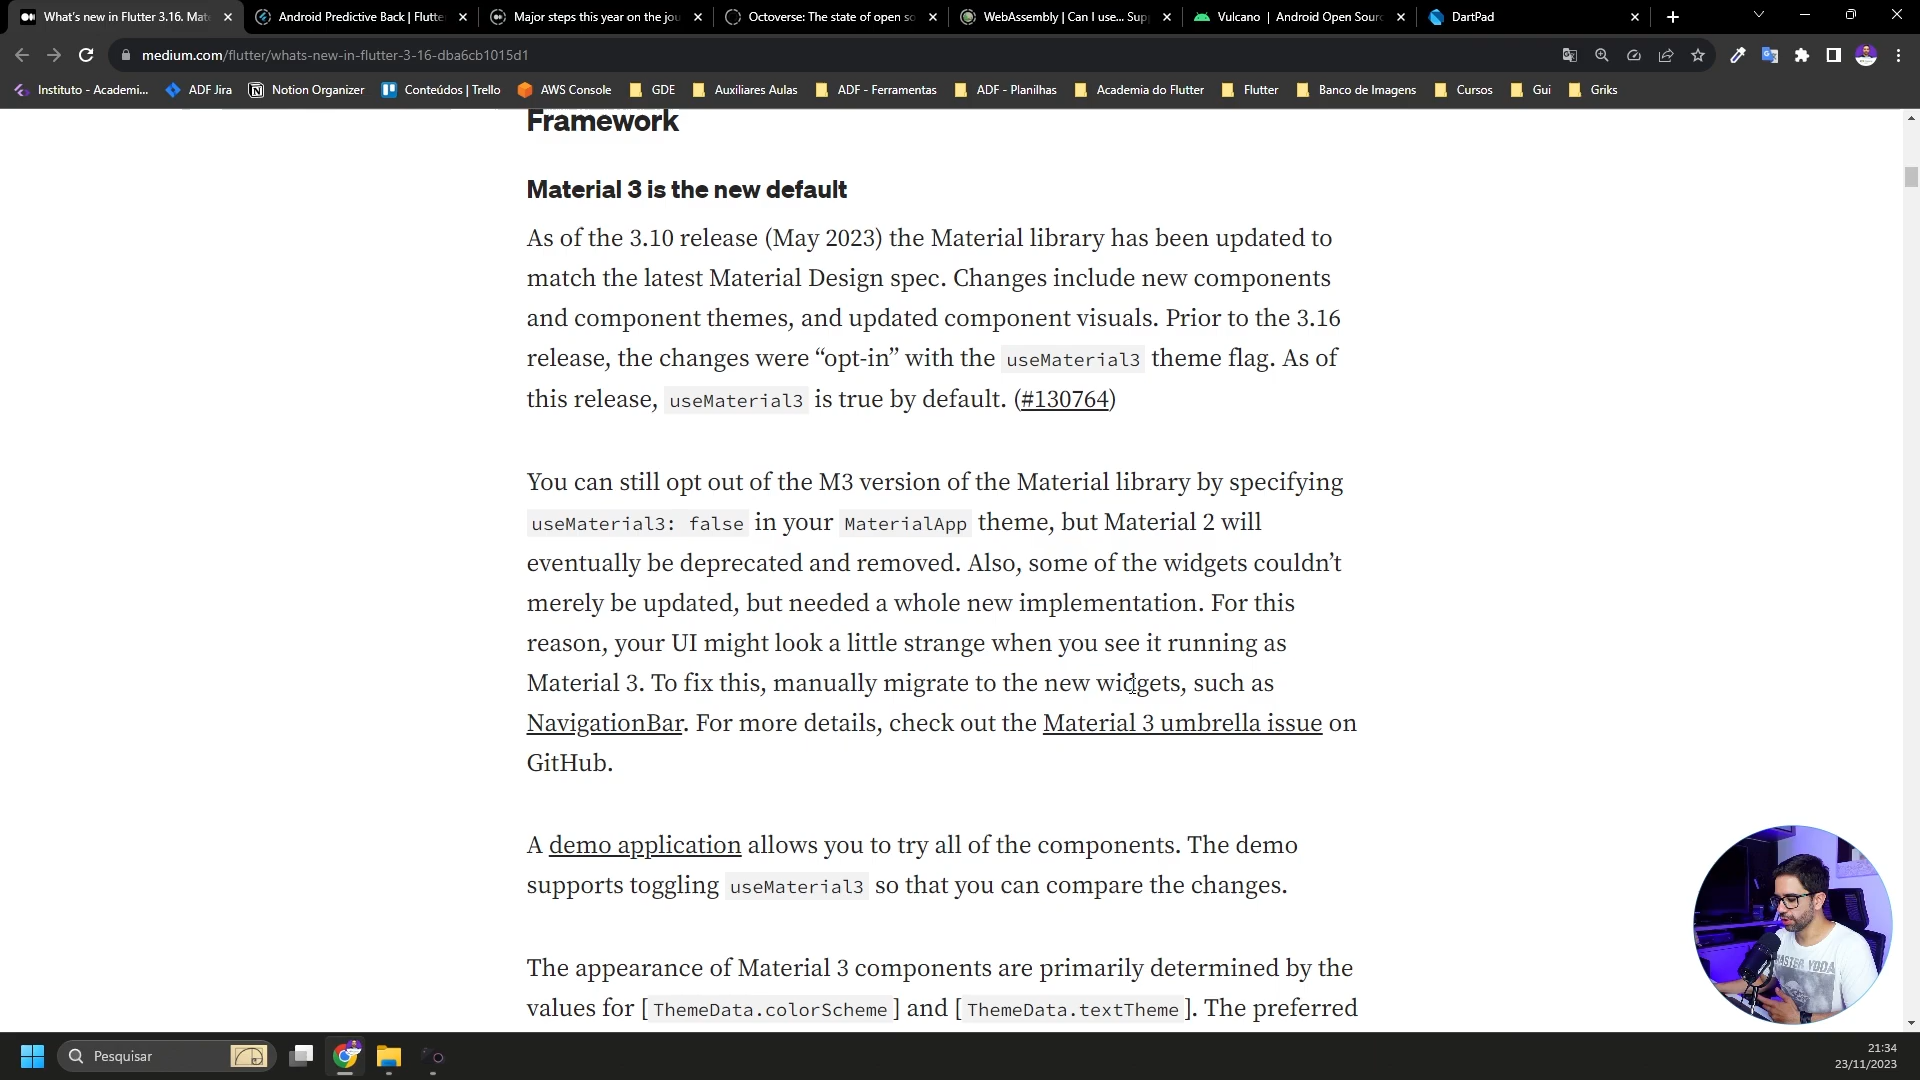 What's new in Flutter 3.16. Mat
Android Predictive Back | Flutte
Major steps this year on the jou
Octoverse: The state of open so
WebAssembly | Can I use... Sup
Vulcano | Android Open Sourc
DartPad
medium.com/flutter/whats-new-in-flutter-3-16-dba6cb1015d1
Instituto - Academi...
ADF Jira
Notion Organizer
Conteúdos | Trello
AWS Console
GDE
Auxiliares Aulas
ADF - Ferramentas
ADF - Planilhas
Academia do Flutter
Flutter
Banco de Imagens
Cursos
Gui
Griks
Framework
Material 3 is the new default
As of the 3.10 release (May 2023) the Material library has been updated to
match the latest Material Design spec. Changes include new components
and component themes, and updated component visuals. Prior to the 3.16
release, the changes were “opt-in” with the useMaterial3 theme flag. As of
this release, useMaterial3 is true by default. (#130764)
You can still opt out of the M3 version of the Material library by specifying
useMaterial3: false in your MaterialApp theme, but Material 2 will
eventually be deprecated and removed. Also, some of the widgets couldn’t
merely be updated, but needed a whole new implementation. For this
reason, your UI might look a little strange when you see it running as
Material 3. To fix this, manually migrate to the new widgets, such as
NavigationBar. For more details, check out the Material 3 umbrella issue on
GitHub.
A demo application allows you to try all of the components. The demo
supports toggling useMaterial3 so that you can compare the changes.
The appearance of Material 3 components are primarily determined by the
values for [ThemeData.colorScheme] and [ThemeData.textTheme]. The preferred
MASTER YODA
Pesquisar
21:34
23/11/2023